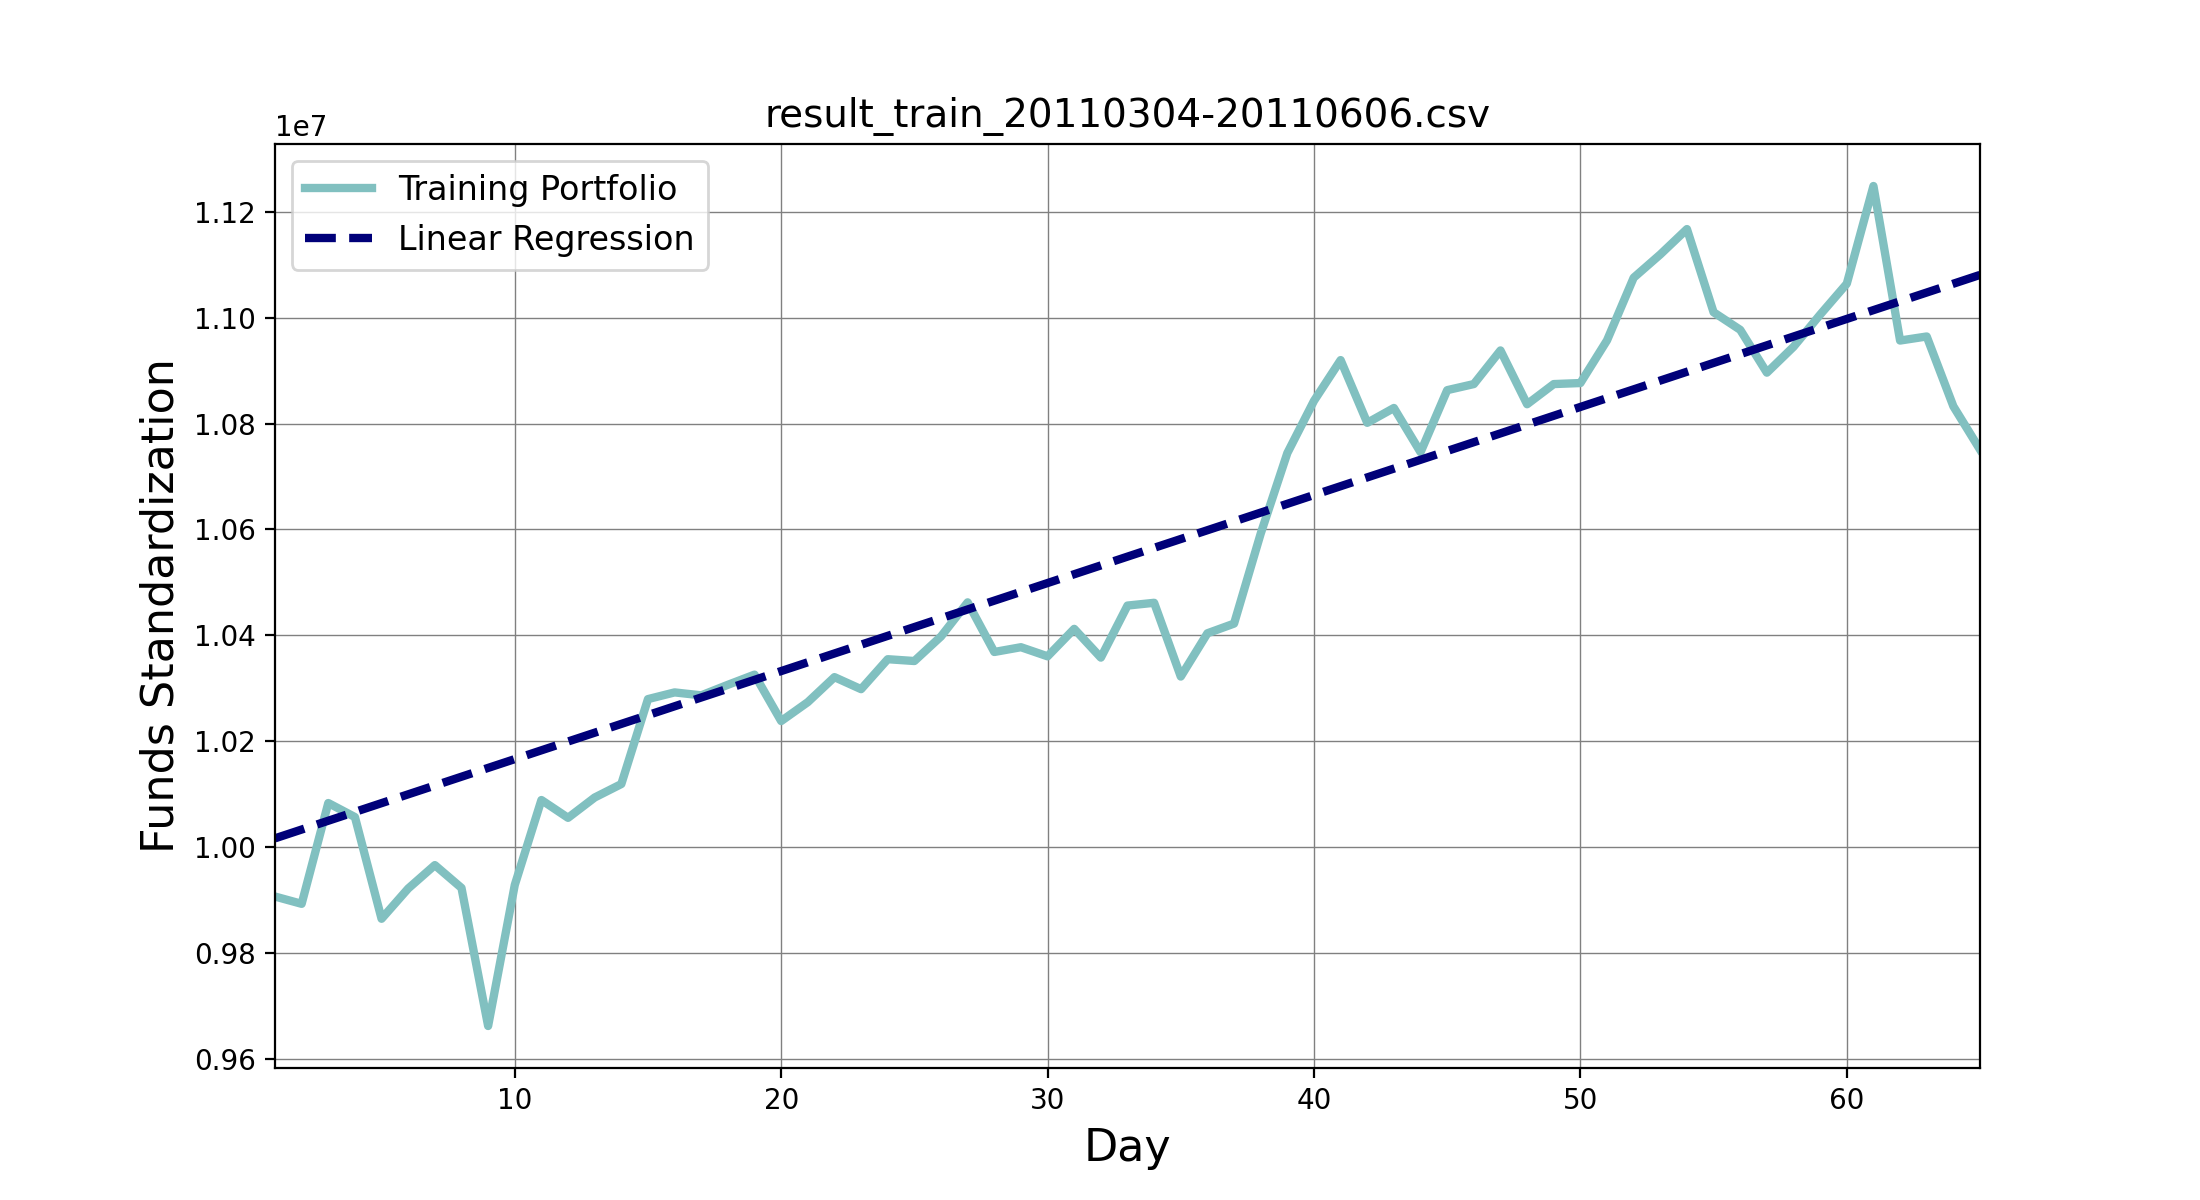 result_train_20110304-20110606.csv
1e7
Training Portfolio
Linear Regression
1.12
1.10
1.08
1.06
1.04
1.02
1.00
0.98
0.96
Funds Standardization
10 20 30 40 50 60
Day